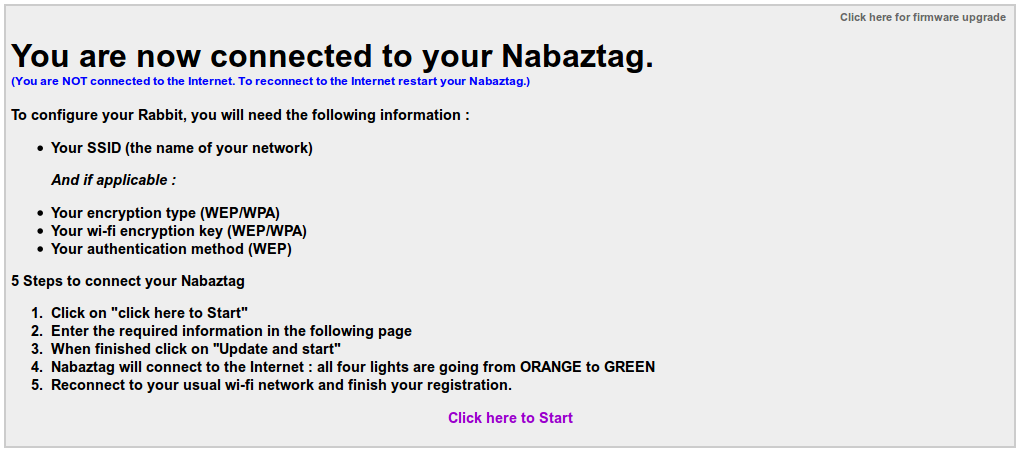 Click here for firmware upgrade
You are now connected to your Nabaztag.
(You are NOT connected to the Internet. To reconnect to the Internet restart your Nabaztag.)
To configure your Rabbit, you will need the following information :
• Your SSID (the name of your network)
And if applicable :
• Your encryption type (WEP/WPA)
• Your wi-fi encryption key (WEP/WPA)
• Your authentication method (WEP)
5 Steps to connect your Nabaztag
1. Click on "click here to Start"
2. Enter the required information in the following page
3. When finished click on "Update and start"
4. Nabaztag will connect to the Internet : all four lights are going from ORANGE to GREEN
5. Reconnect to your usual wi-fi network and finish your registration.
Click here to Start